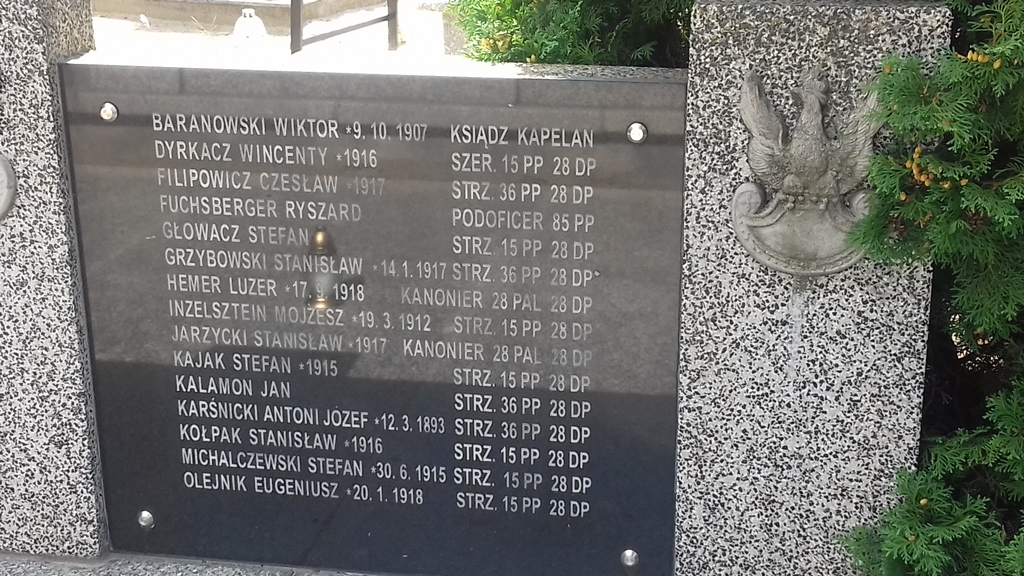 BARANOWSKI WIKTOR *9. 10. 1907 KSIĄDZ KAPELAN
DYRKACZ WINCENTY *1916 SZER. 15 PP 28 DP
FILIPOWICZ CZESŁAW *1917 STRZ. 36 PP 28 DP
FUCHSBERGER RYSZARD PODOFICER 85 PP
GŁOWACZ STEFAN STRZ. 15 PP 28 DP
GRZYBOWSKI STANISŁAW *14.1.1917 STRZ. 36 PP 28 DP
HEMER LUZER *17. 9. 1918 KANONIER 28 PAL 28 DP
INZELSZTEIN MOJŻESZ *19. 3. 1912 STRZ. 15 PP 28 DP
JARZYCKI STANISŁAW *1917 KANONIER 28 PAL 28 DP
KAJAK STEFAN *1915 STRZ. 15 PP 28 DP
KALAMON JAN STRZ. 36 PP 28 DP
KARŚNICKI ANTONI JÓZEF *12.3. 1893 STRZ. 36 PP 28 DP
KOŁPAK STANISŁAW *1916 STRZ. 15 PP 28 DP
MICHALCZEWSKI STEFAN *30. 6. 1915 STRZ. 15 PP 28 DP
OLEJNIK EUGENIUSZ *20. 1. 1918 STRZ. 15 PP 28 DP